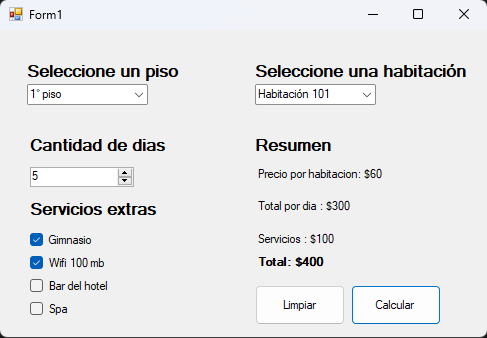 Form1
Seleccione un piso
1° piso
Seleccione una habitación
Habitación 101
Cantidad de dias
5
Servicios extras
Gimnasio
Wifi 100 mb
Bar del hotel
Spa
Resumen
Precio por habitacion: $60
Total por dia : $300
Servicios : $100
Total: $400
Limpiar
Calcular